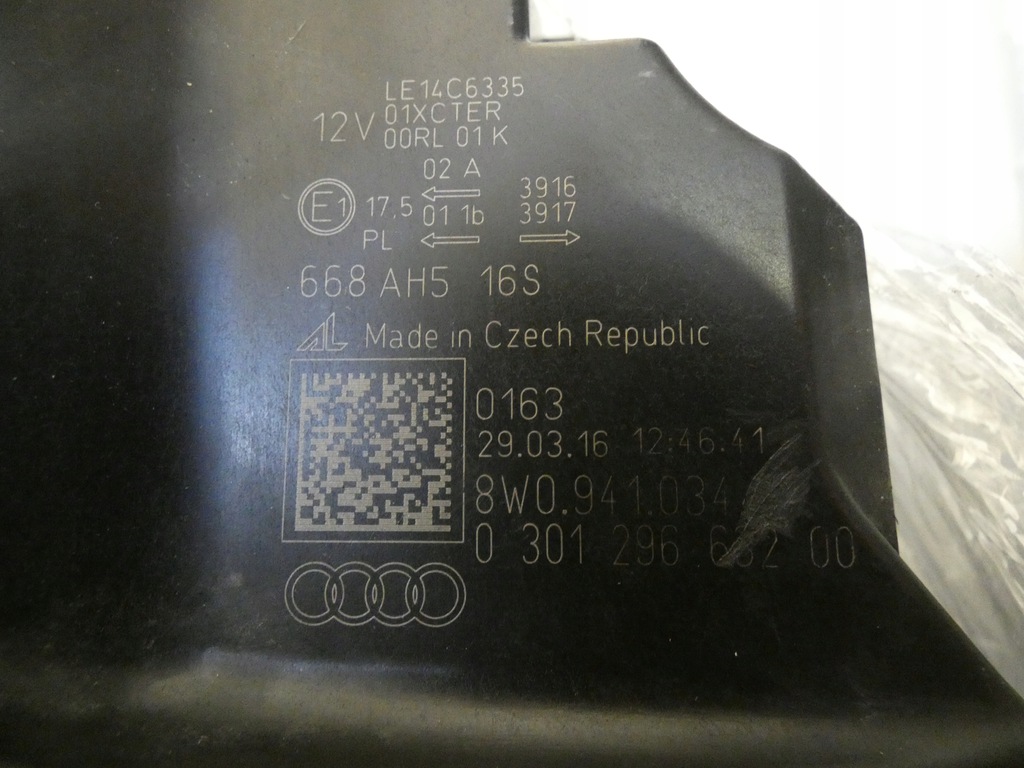 LE14C6335
12V 01XCTER
00RL 01 K
02 A
3916
E1 17.5 01 1b 3917
PL
668 AH5 16S
AL Made in Czech Republic
0163
29.03.16 12:46:41
8W0.941.034
0 301 296 00